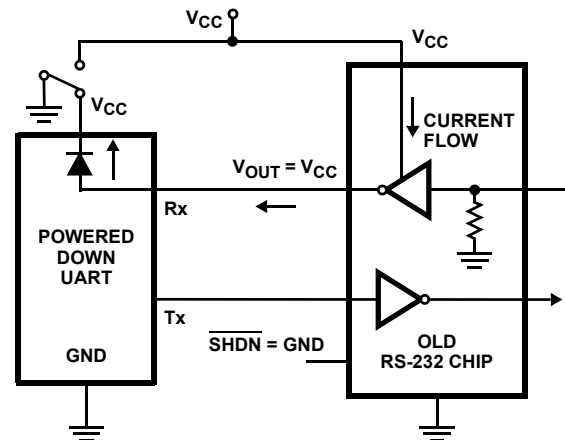 VCC
VCC
VCC
CURRENT
FLOW
VOUT = VCC
Rx
POWERED
DOWN
UART
Tx
SHDN = GND
OLD
RS-232 CHIP
GND